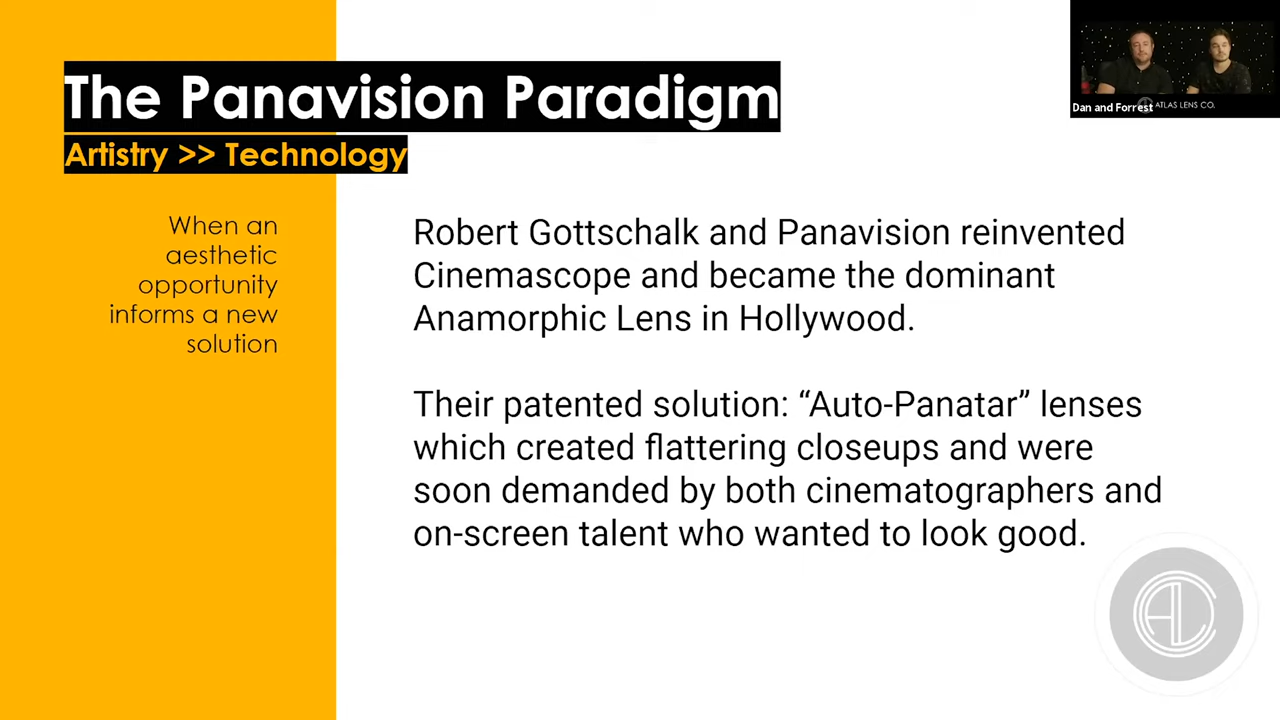 The Panavision Paradigm
Artistry >> Technology
When an
aesthetic
opportunity
informs a new
solution
Robert Gottschalk and Panavision reinvented
Cinemascope and became the dominant
Anamorphic Lens in Hollywood.
Their patented solution: “Auto-Panatar” lenses
which created flattering closeups and were
soon demanded by both cinematographers and
on-screen talent who wanted to look good.
Dan and Forrest
ATLAS LENS CO.
ALC